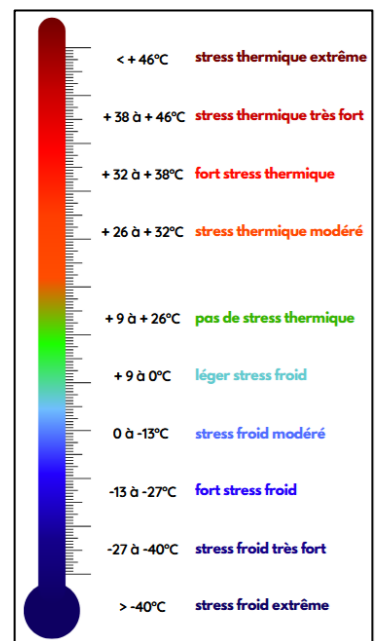 < + 46°C stress thermique extrême
+ 38 à + 46°C stress thermique très fort
+ 32 à + 38°C fort stress thermique
+ 26 à + 32°C stress thermique modéré
+ 9 à + 26°C pas de stress thermique
+ 9 à 0°C léger stress froid
0 à -13°C stress froid modéré
-13 à -27°C fort stress froid
-27 à -40°C stress froid très fort
> -40°C stress froid extrême